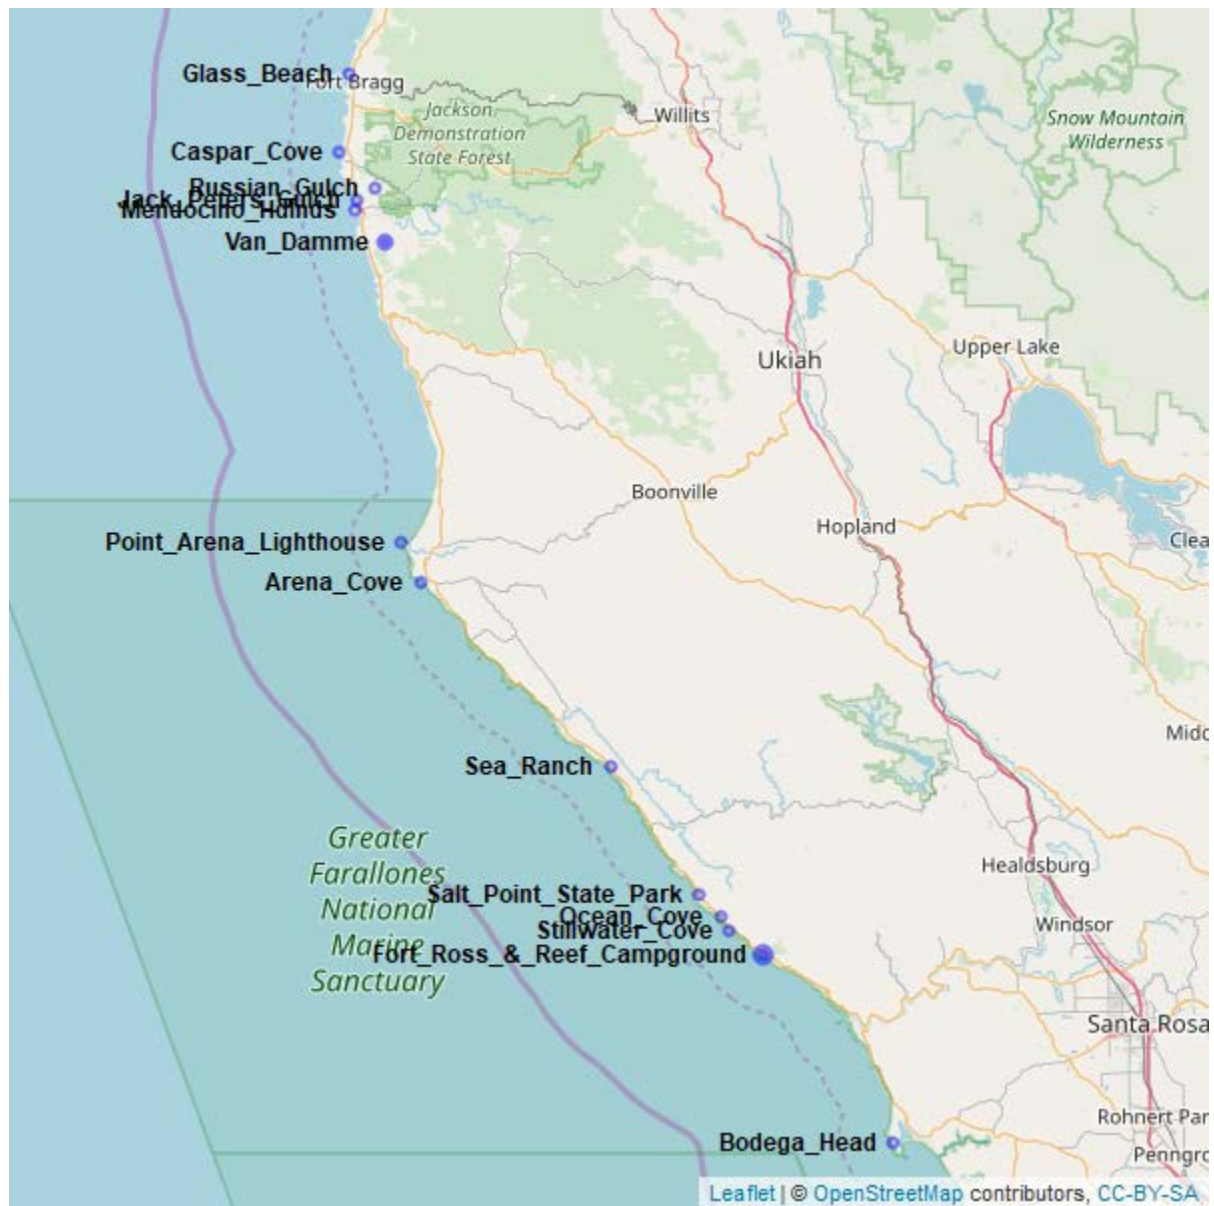 Glass_Beach
Fort Bragg
Willits
Jackson
Demonstration
State Forest
Snow Mountain
Wilderness
Caspar_Cove
Russian_Gulch
Jack_Peters_Gulch
Van_Damme
Ukiah
Upper Lake
Boonville
Hopland
Point_Arena_Lighthouse
Clea
Arena_Cove
Midd
Sea_Ranch
Greater
Farallones
National
Marine
Sanctuary
Healdsburg
Salt_Point_State_Park
Ocean_Cove
Windsor
Stillwater_Cove
Fort_Ross_&_Reef_Campground
Santa Rosa
Rohnert Par
Bodega_Head
Penngro
Leaflet | © OpenStreetMap contributors, CC-BY-SA